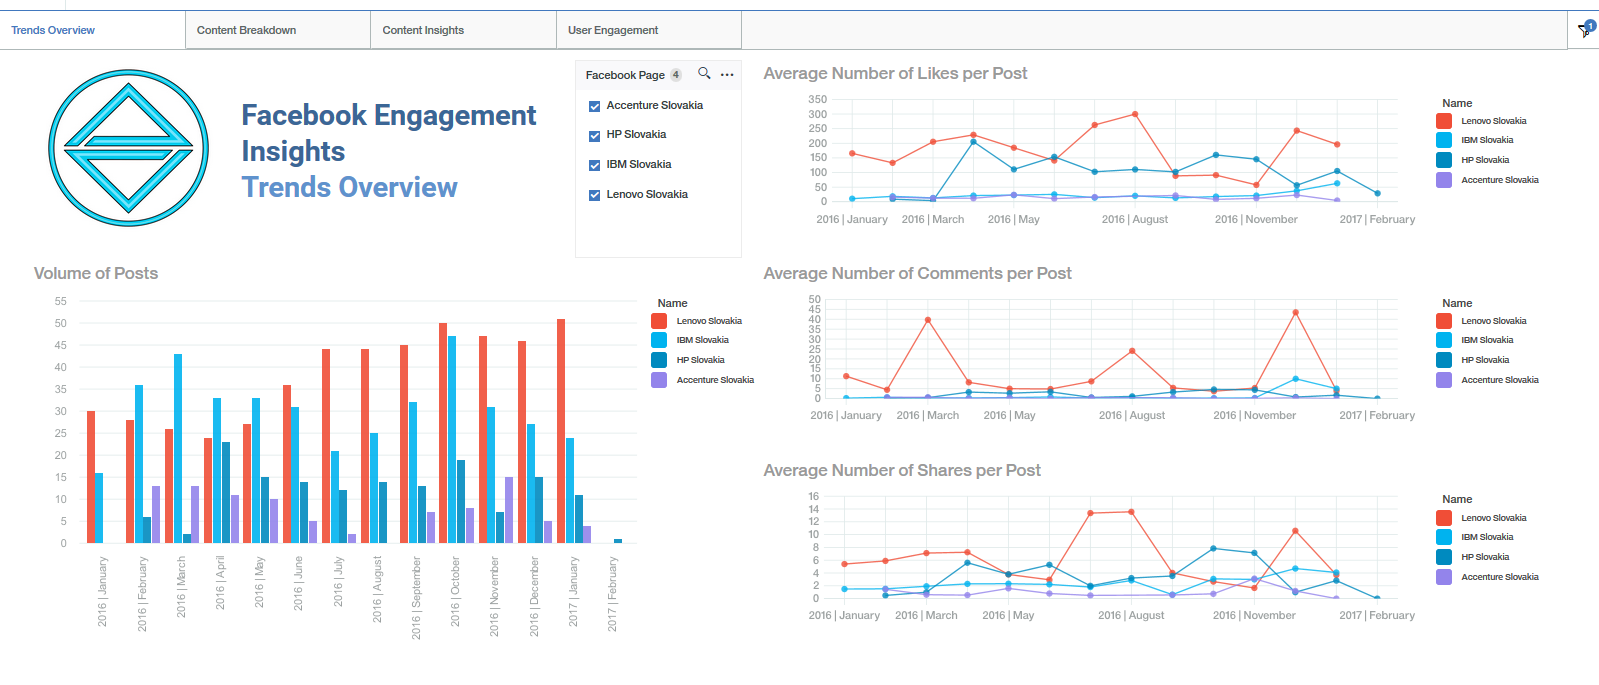 Trends Overview
Content Breakdown
Content Insights
User Engagement
1
Facebook Engagement
Insights
Trends Overview
Facebook Page 4
Accenture Slovakia
HP Slovakia
IBM Slovakia
Lenovo Slovakia
Average Number of Likes per Post
350
300
250
200
150
100
50
0
2016 | January
2016 | March
2016 | May
2016 | August
2016 | November
2017 | February
Name
Lenovo Slovakia
IBM Slovakia
HP Slovakia
Accenture Slovakia
Volume of Posts
55
50
45
40
35
30
25
20
15
10
5
0
2016 | January
2016 | February
2016 | March
2016 | April
2016 | May
2016 | June
2016 | July
2016 | August
2016 | September
2016 | October
2016 | November
2016 | December
2017 | January
2017 | February
Name
Lenovo Slovakia
IBM Slovakia
HP Slovakia
Accenture Slovakia
Average Number of Comments per Post
50
45
40
35
30
25
20
15
10
5
0
2016 | January
2016 | March
2016 | May
2016 | August
2016 | November
2017 | February
Name
Lenovo Slovakia
IBM Slovakia
HP Slovakia
Accenture Slovakia
Average Number of Shares per Post
16
14
12
10
8
6
4
2
0
2016 | January
2016 | March
2016 | May
2016 | August
2016 | November
2017 | February
Name
Lenovo Slovakia
IBM Slovakia
HP Slovakia
Accenture Slovakia